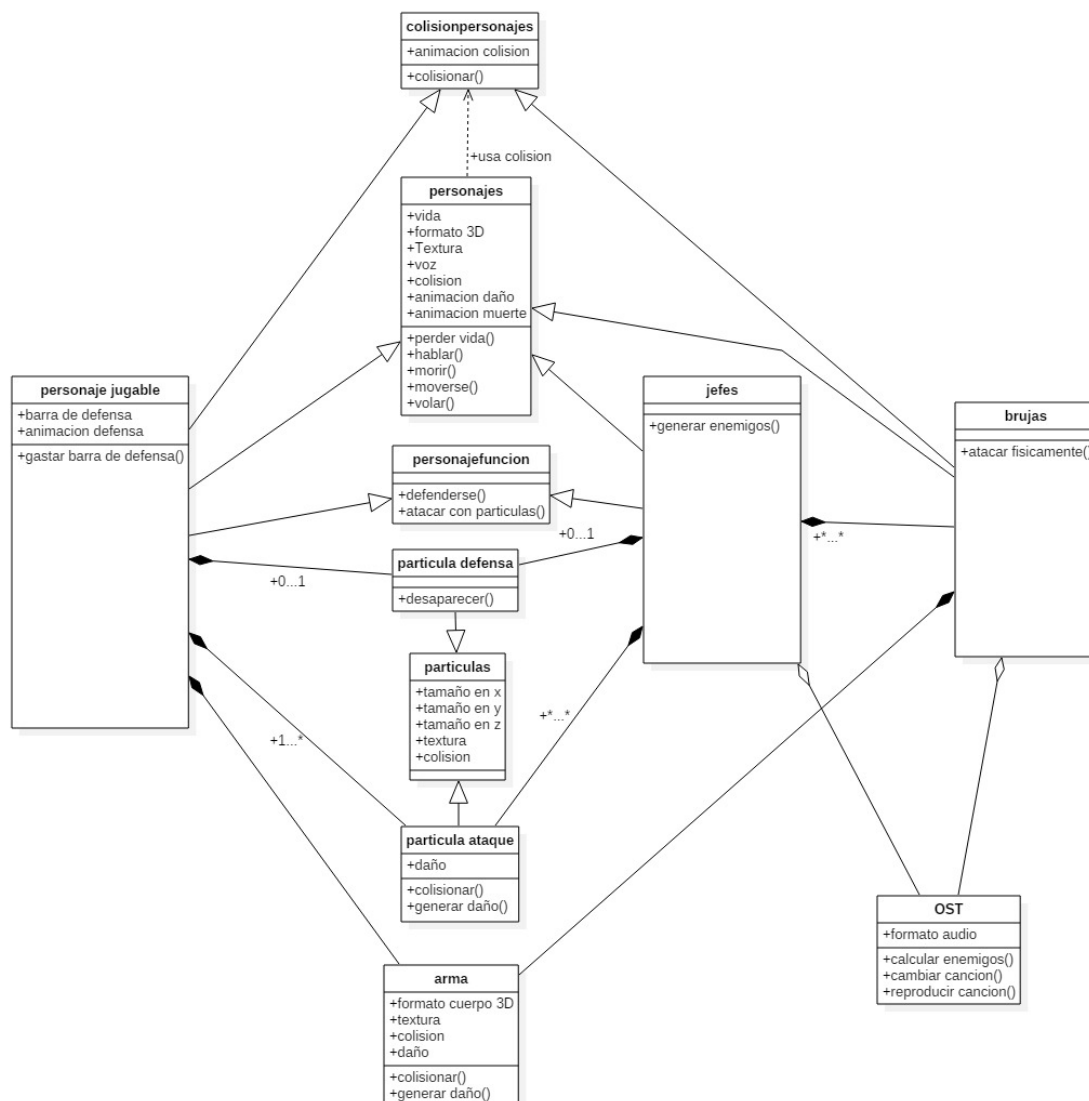 colisionpersonajes
+animacion colision
+colisionar()
+usa colision
personajes
+vida
+formato 3D
+Textura
+voz
+colision
+animacion daño
+animacion muerte
+perder vida()
+hablar()
+morir()
+moverse()
+volar()
personaje jugable
+barra de defensa
+animacion defensa
+gastar barra de defensa()
jefes
+generar enemigos()
brujas
+atacar fisicamente()
personajefuncion
+defenderse()
+atacar con particulas()
+0...1
+*...*
particula defensa
+desaparecer()
+0...1
particulas
+tamaño en x
+tamaño en y
+tamaño en z
+textura
+colision
+*...*
+1...*
particula ataque
+daño
+colisionar()
+generar daño()
OST
+formato audio
+calcular enemigos()
+cambiar cancion()
+reproducir cancion()
arma
+formato cuerpo 3D
+textura
+colision
+daño
+colisionar()
+generar daño()